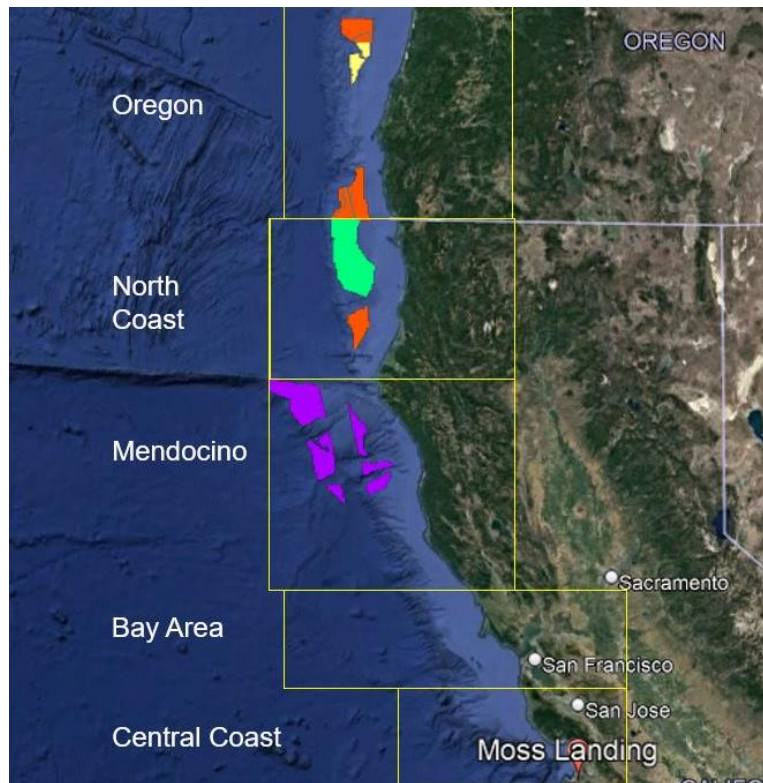 OREGON
Oregon
North
Coast
Mendocino
Sacramento
Bay Area
San Francisco
San Jose
Central Coast
Moss Landing